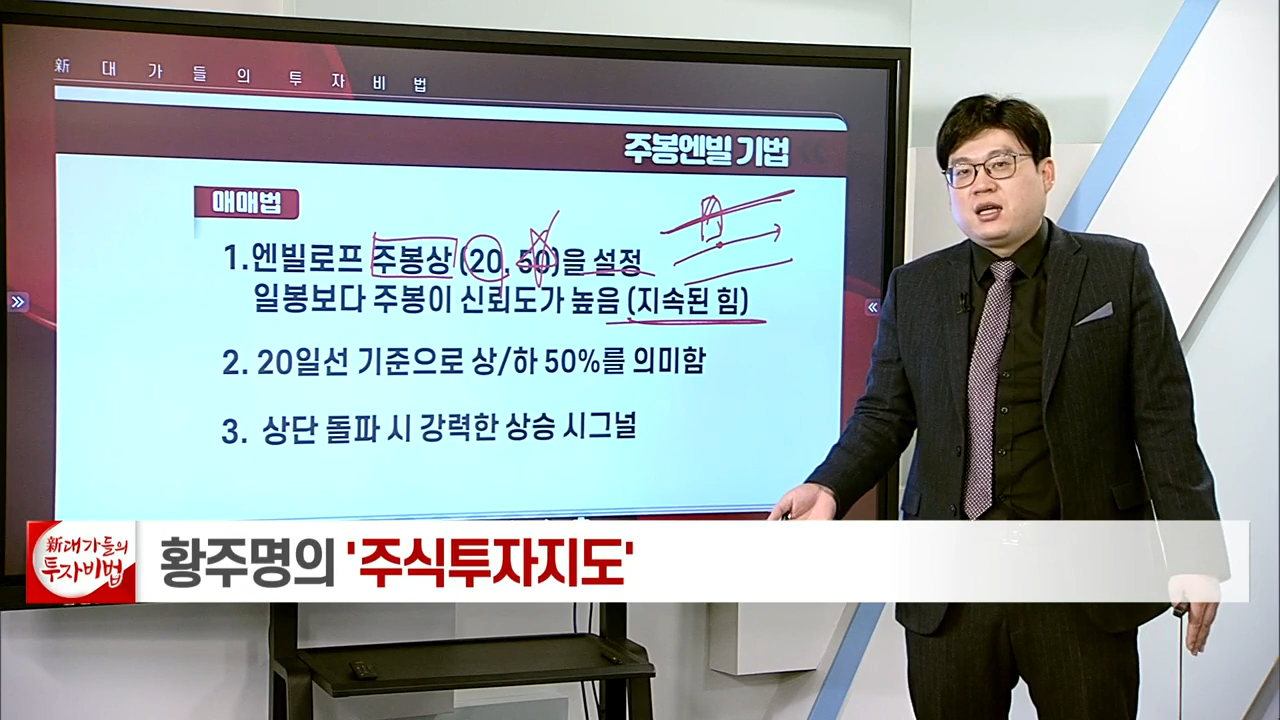 新 대 가 들 의 투 자 비 법
주봉엔빌 기법
매매법
1.엔빌로프 주봉상 (20, 50)을 설정
일봉보다 주봉이 신뢰도가 높음 (지속된 힘)
2. 20일선 기준으로 상/하 50%를 의미함
3. 상단 돌파 시 강력한 상승 시그널
新대가들의
투자비법
황주명의 '주식투자지도'